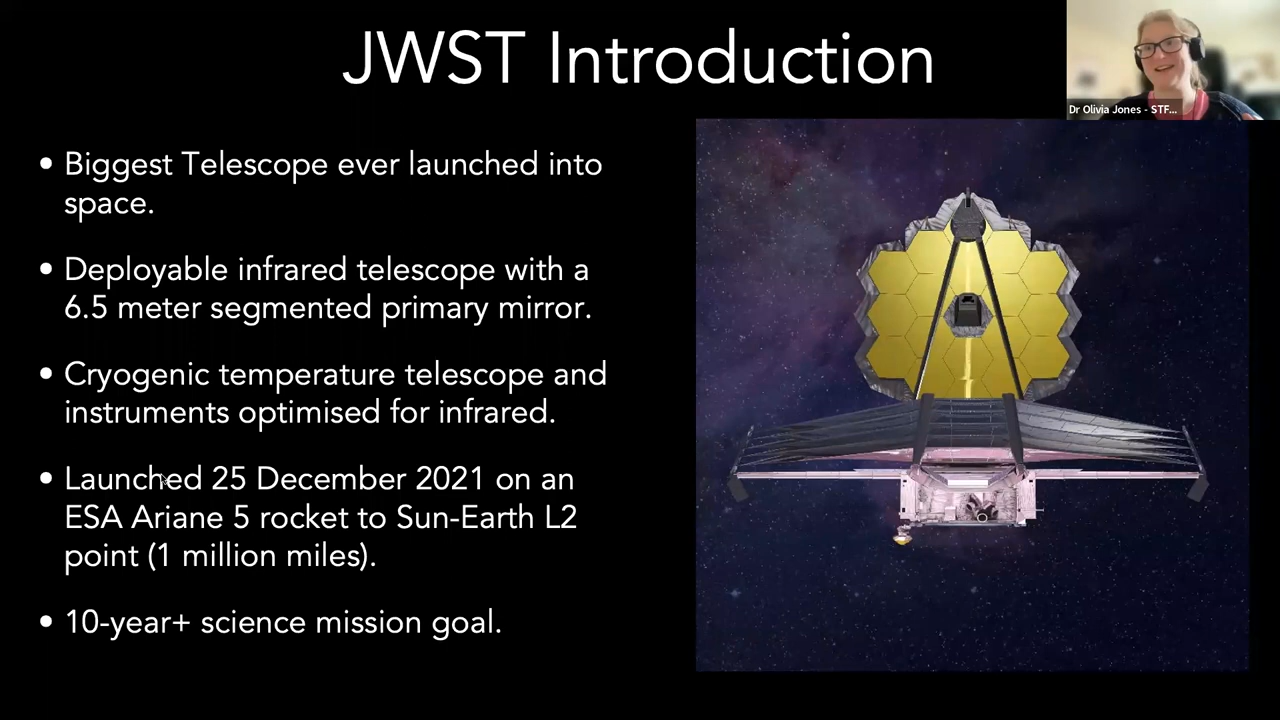 JWST Introduction
Dr Olivia Jones - STF...
• Biggest Telescope ever launched into
space.
• Deployable infrared telescope with a
6.5 meter segmented primary mirror.
• Cryogenic temperature telescope and
instruments optimised for infrared.
• Launched 25 December 2021 on an
ESA Ariane 5 rocket to Sun-Earth L2
point (1 million miles).
• 10-year+ science mission goal.